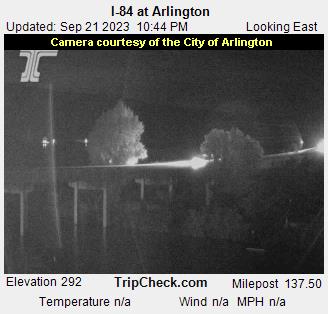 I-84 at Arlington
Updated: Sep 21 2023 10:44 PM Looking East
Camera courtesy of the City of Arlington
Elevation 292 TripCheck.com Milepost 137.50
Temperature n/a Wind n/a MPH n/a